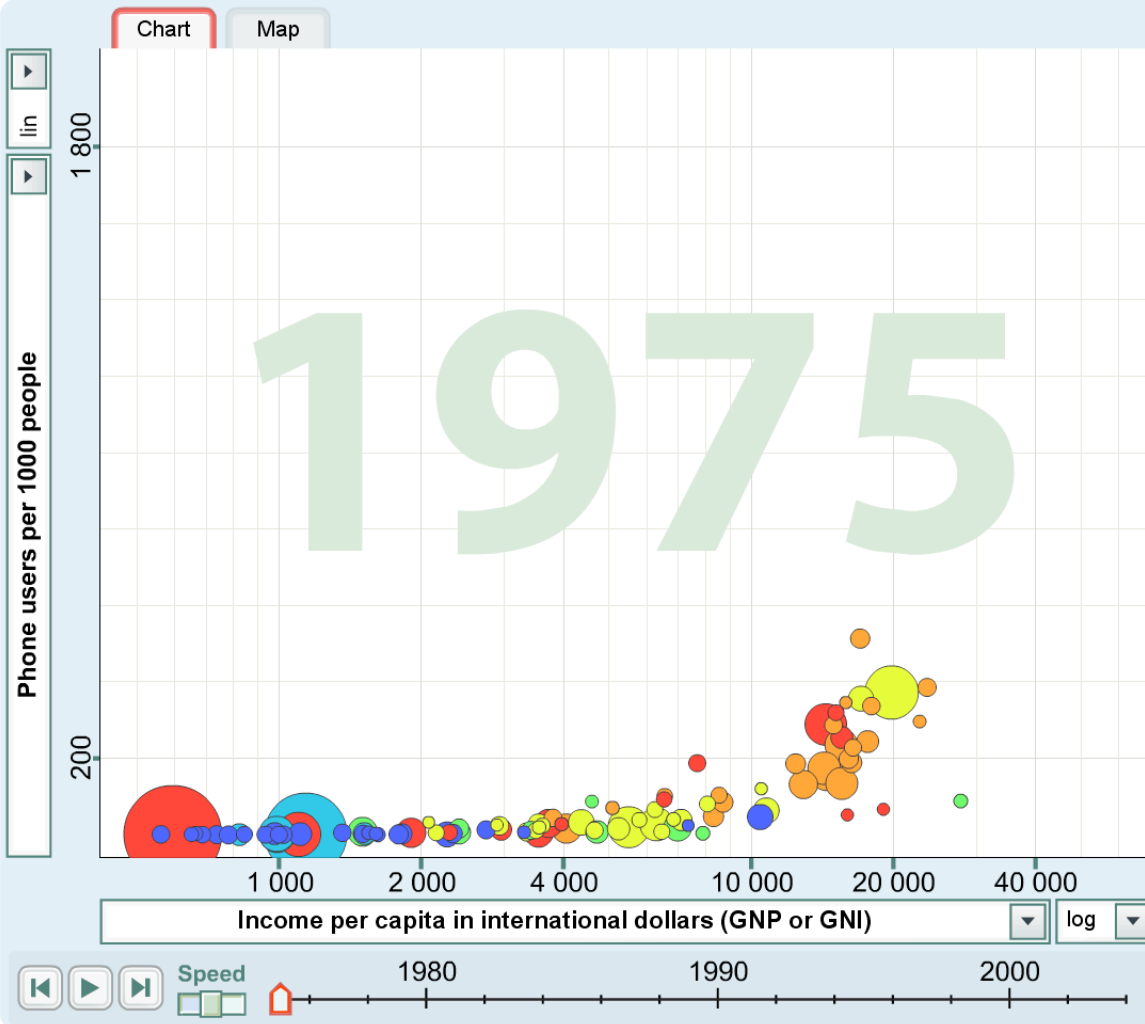 Chart
Map
lin
Phone users per 1000 people
1 800
200
1975
1 000
2 000
4 000
10 000
20 000
40 000
Income per capita in international dollars (GNP or GNI)
log
Speed
1980
1990
2000